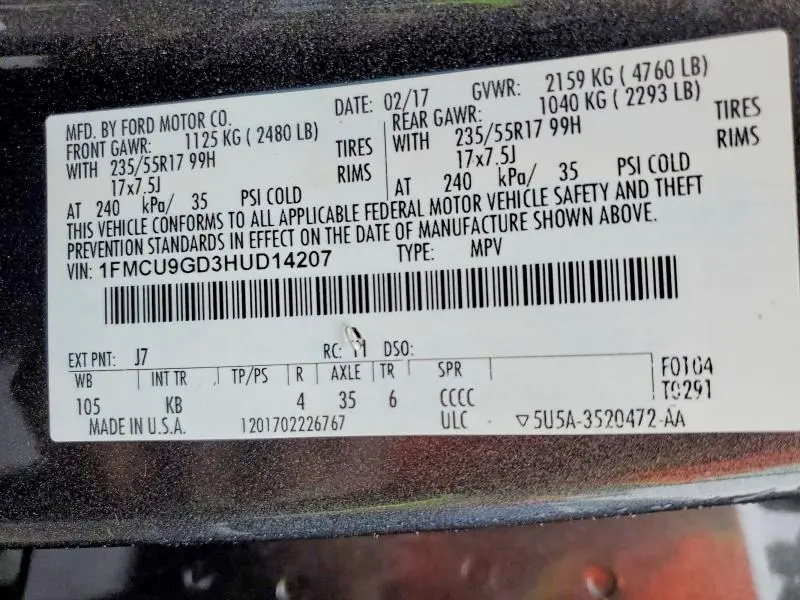 MFD. BY FORD MOTOR CO. DATE: 02/17 GVWR: 2159 KG ( 4760 LB)
FRONT GAWR: 1125 KG ( 2480 LB) REAR GAWR: 1040 KG ( 2293 LB)
WITH 235/55R17 99H TIRES WITH 235/55R17 99H TIRES
17x7.5J RIMS 17x7.5J RIMS
AT 240 kPa/ 35 PSI COLD AT 240 kPa/ 35 PSI COLD
THIS VEHICLE CONFORMS TO ALL APPLICABLE FEDERAL MOTOR VEHICLE SAFETY AND THEFT
PREVENTION STANDARDS IN EFFECT ON THE DATE OF MANUFACTURE SHOWN ABOVE.
VIN: 1FMCU9GD3HUD14207 TYPE: MPV
EXT PNT: J7 RC: 11 DSO:
WB INT TR TP/PS R AXLE TR SPR F0104
105 KB 4 35 6 CCCC T0291
MADE IN U.S.A. 1201702226767 ULC ▽5U5A-3520472-AA